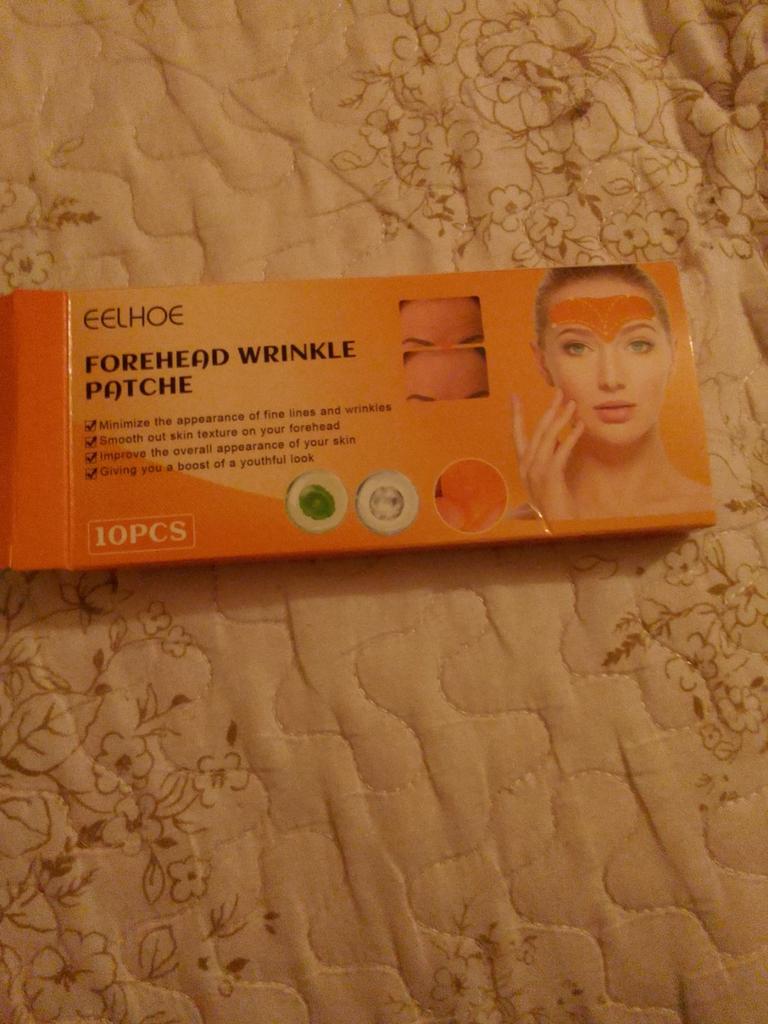 EELHOE
FOREHEAD WRINKLE
PATCHE
Minimize the appearance of fine lines and wrinkles
Smooth out skin texture on your forehead
Improve the overall appearance of your skin
Giving you a boost of a youthful look
10PCS